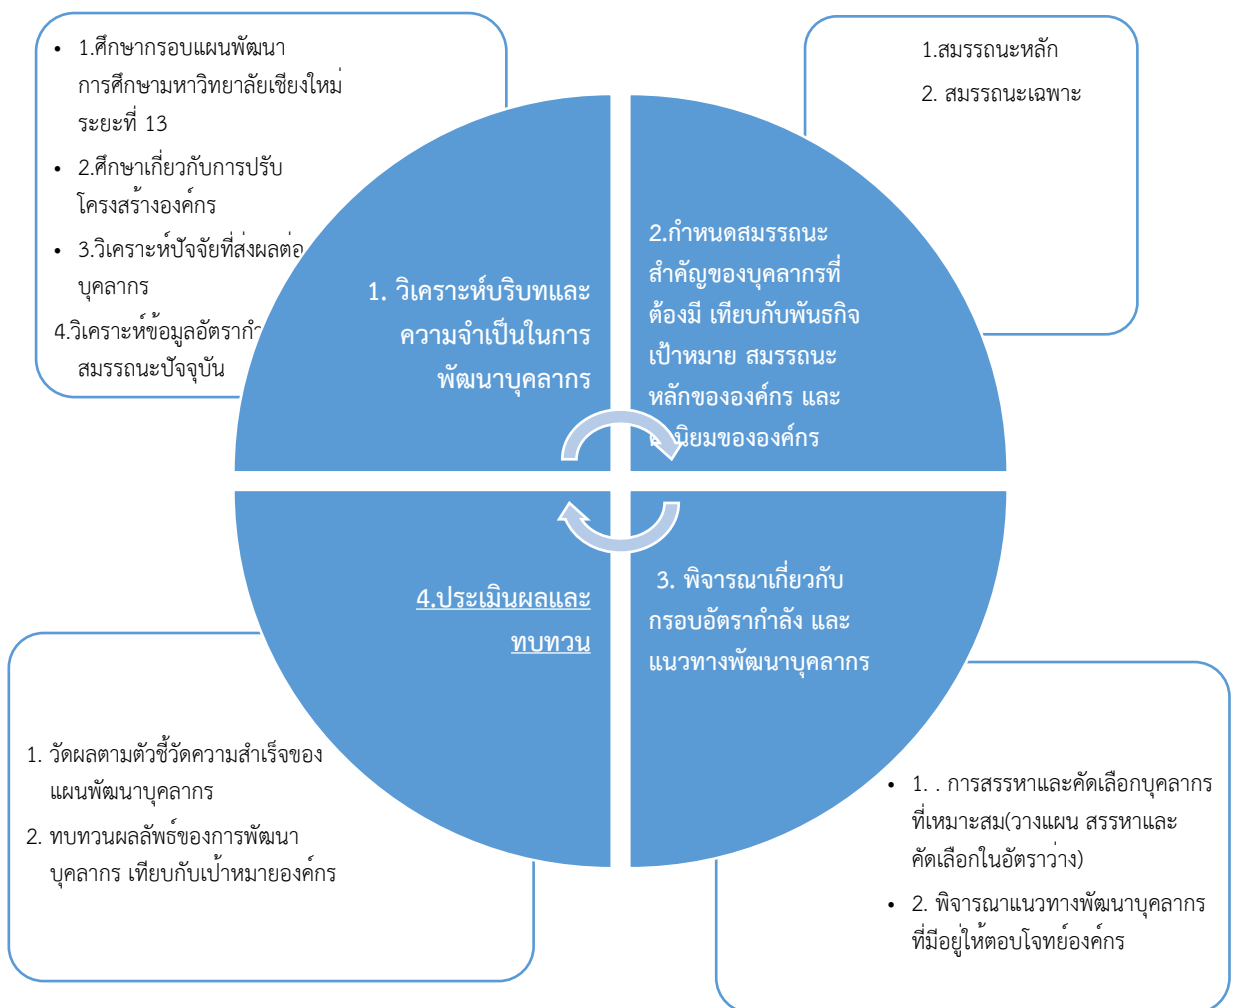 • 1.ศึกษากรอบแผนพัฒนา
การศึกษามหาวิทยาลัยเชียงใหม่
ระยะที่ 13
• 2.ศึกษาเกี่ยวกับการปรับ
โครงสร้างองค์กร
• 3.วิเคราะห์ปัจจัยที่ส่งผลต่อ
บุคลากร
4.วิเคราะห์ข้อมูลอัตรากำ
สมรรถนะปัจจุบัน
1.สมรรถนะหลัก
2. สมรรถนะเฉพาะ
1. วิเคราะห์บริบทและ
ความจำเป็นในการ
พัฒนาบุคลากร
2.กำหนดสมรรถนะ
สำคัญของบุคลากรที่
ต้องมี เทียบกับพันธกิจ
เป้าหมาย สมรรถนะ
หลักขององค์กร และ
นิยมขององค์กร
3. พิจารณาเกี่ยวกับ
กรอบอัตรากำลัง และ
แนวทางพัฒนาบุคลากร
4.ประเมินผลและ
ทบทวน
1. วัดผลตามตัวชี้วัดความสำเร็จของ
แผนพัฒนาบุคลากร
2. ทบทวนผลลัพธ์ของการพัฒนา
บุคลากร เทียบกับเป้าหมายองค์กร
• 1. . การสรรหาและคัดเลือกบุคลากร
ที่เหมาะสม(วางแผน สรรหาและ
คัดเลือกในอัตราว่าง)
• 2. พิจารณาแนวทางพัฒนาบุคลากร
ที่มีอยู่ให้ตอบโจทย์องค์กร